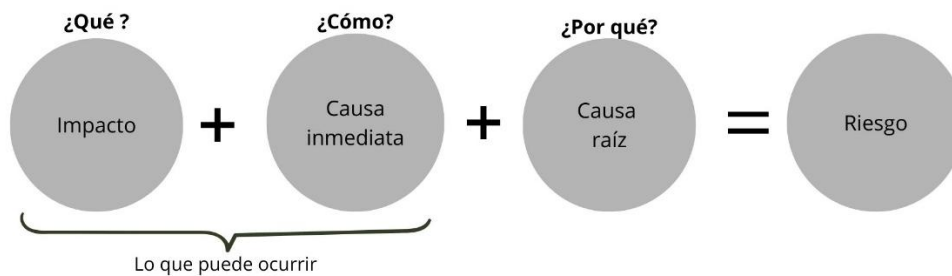 ¿Qué ?
¿Cómo?
¿Por qué?
Impacto
+
Causa
inmediata
+
Causa
raíz
=
Riesgo
Lo que puede ocurrir